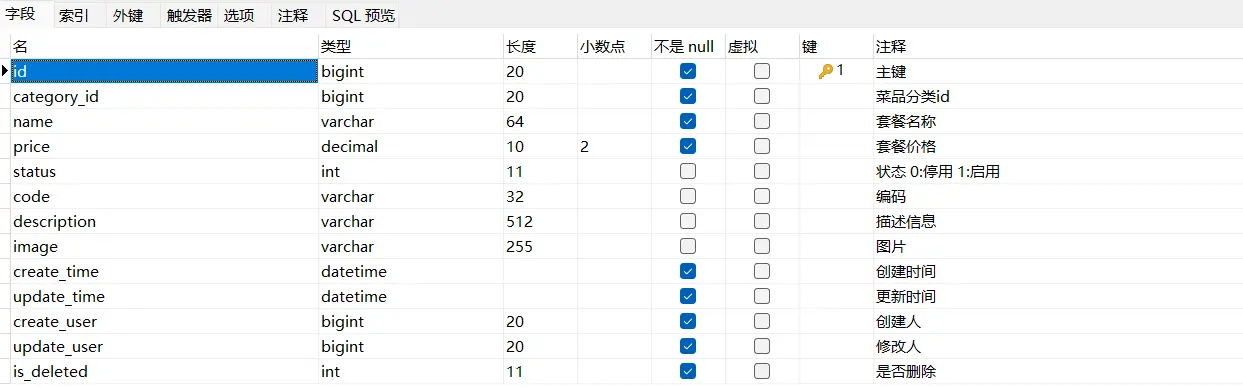 字段 索引 外键 触发器 选项 注释 SQL 预览
名 类型 长度 小数点 不是 null 虚拟 键 注释
id bigint 20 1 主键
category_id bigint 20 菜品分类id
name varchar 64 套餐名称
price decimal 10 2 套餐价格
status int 11 状态 0:停用 1:启用
code varchar 32 编码
description varchar 512 描述信息
image varchar 255 图片
create_time datetime 创建时间
update_time datetime 更新时间
create_user bigint 20 创建人
update_user bigint 20 修改人
is_deleted int 11 是否删除